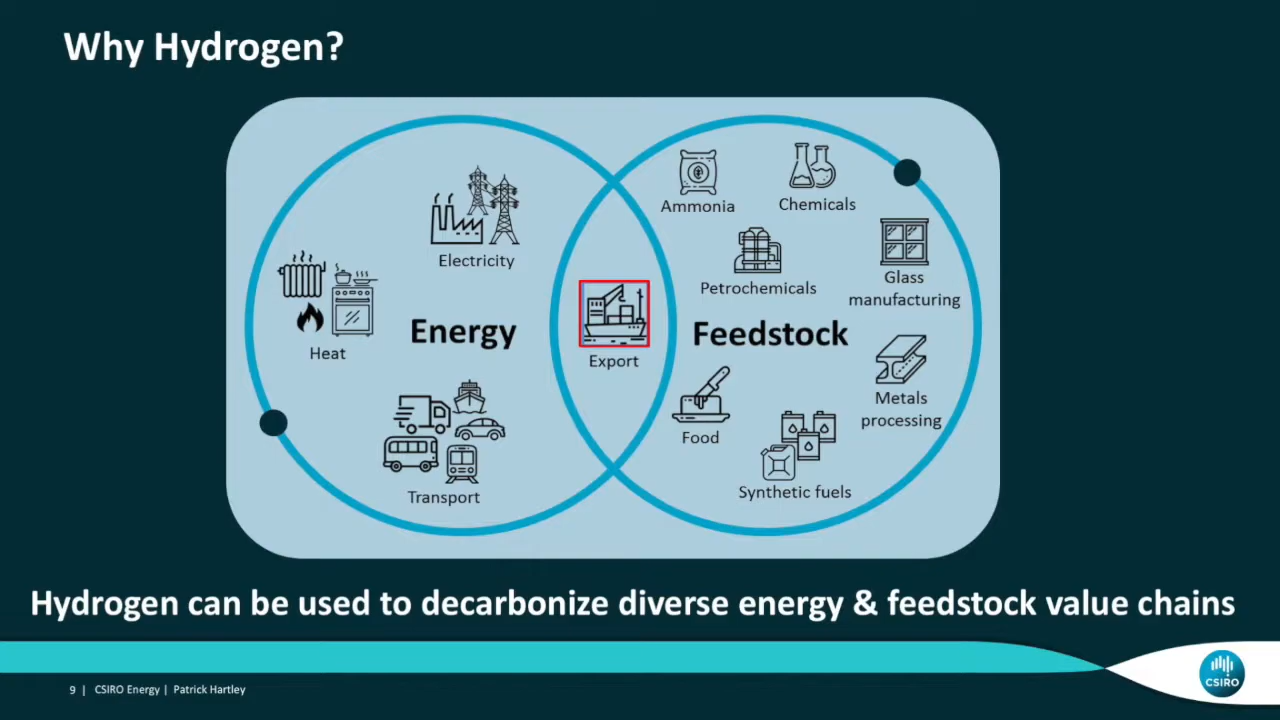 Why Hydrogen?
Electricity
Heat
Energy
Transport
Export
Ammonia
Chemicals
Petrochemicals
Glass
manufacturing
Feedstock
Metals
processing
Food
Synthetic fuels
Hydrogen can be used to decarbonize diverse energy & feedstock value chains
9 | CSIRO Energy | Patrick Hartley
CSIRO